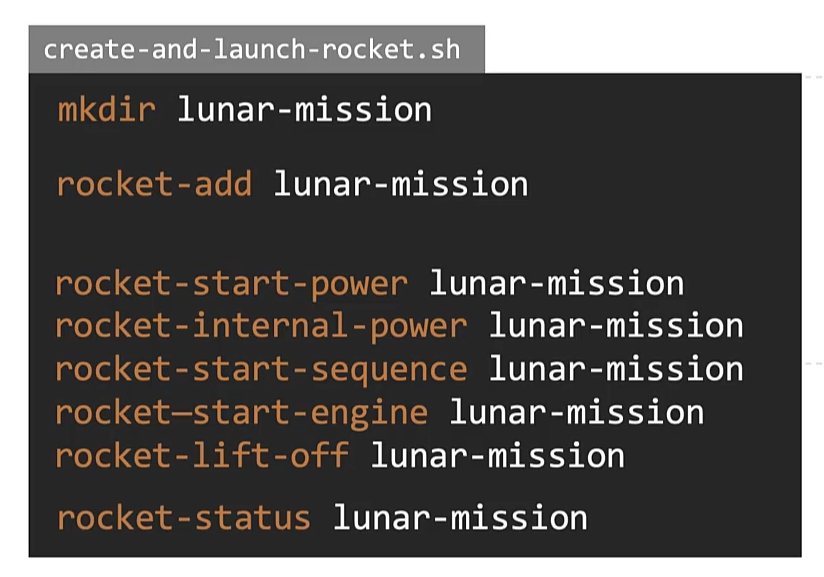 create-and-launch-rocket.sh
mkdir lunar-mission
rocket-add lunar-mission
rocket-start-power lunar-mission
rocket-internal-power lunar-mission
rocket-start-sequence lunar-mission
rocket—start-engine lunar-mission
rocket-lift-off lunar-mission
rocket-status lunar-mission